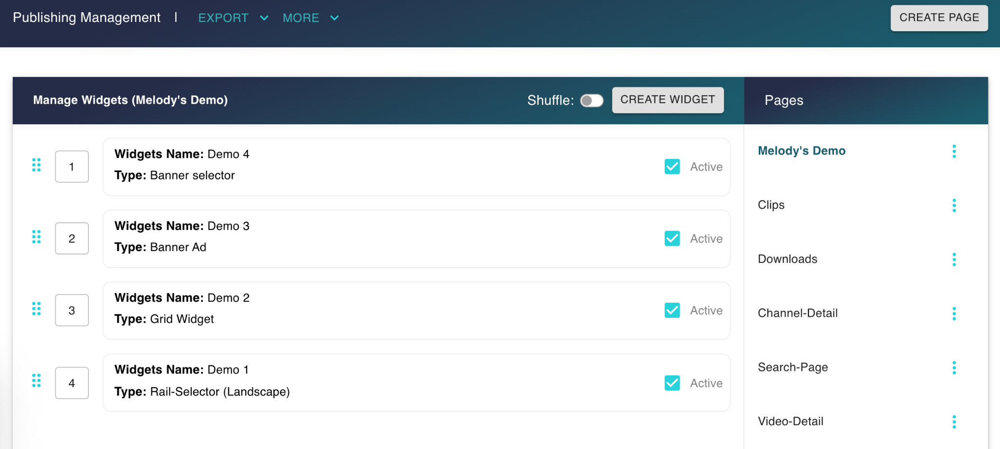 Publishing Management | EXPORT MORE CREATE PAGE
Manage Widgets (Melody's Demo) Shuffle: CREATE WIDGET
1
Widgets Name: Demo 4
Type: Banner selector
Active
2
Widgets Name: Demo 3
Type: Banner Ad
Active
3
Widgets Name: Demo 2
Type: Grid Widget
Active
4
Widgets Name: Demo 1
Type: Rail-Selector (Landscape)
Active
Pages
Melody's Demo
Clips
Downloads
Channel-Detail
Search-Page
Video-Detail